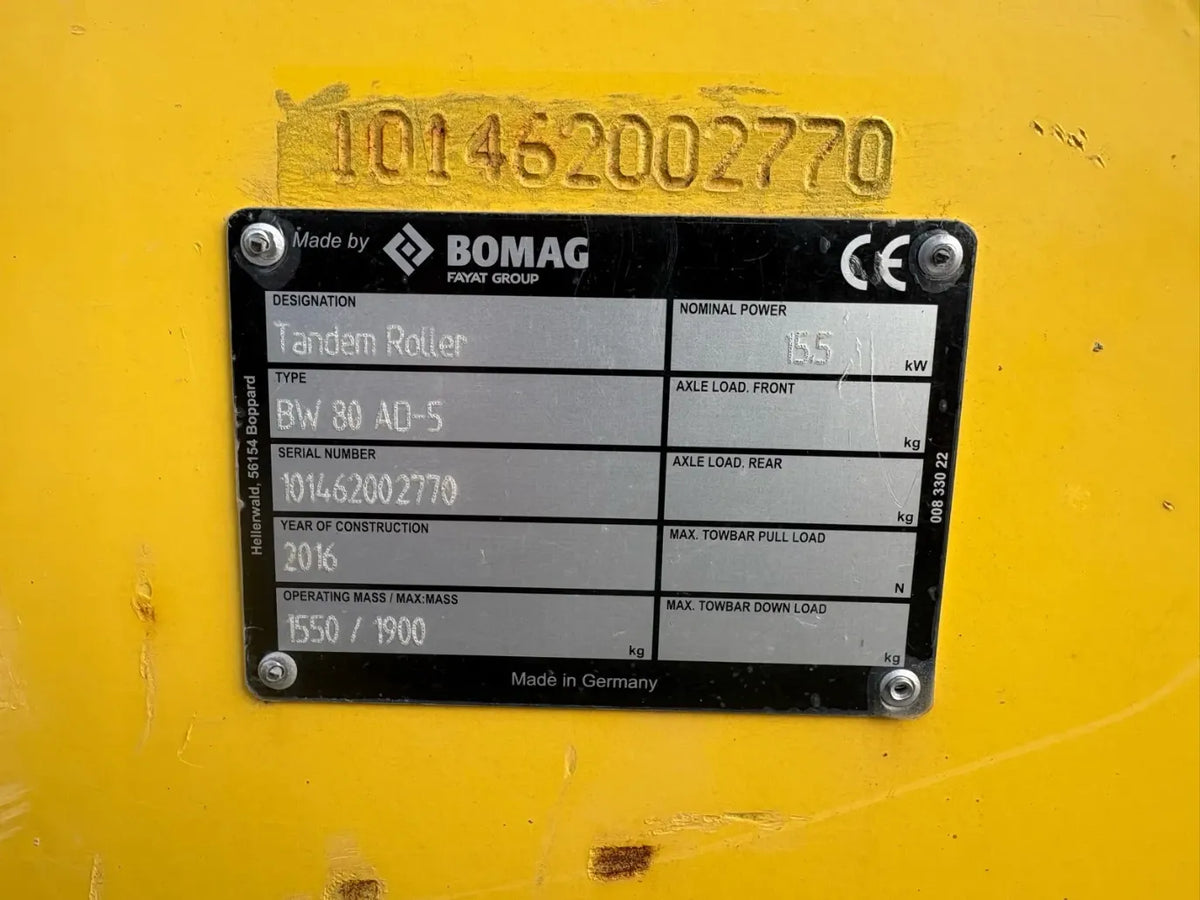 101462002770
Made by BOMAG
FAYAT GROUP
CE
DESIGNATION
Tandem Roller
NOMINAL POWER
15.5 kW
TYPE
BW 80 AD-5
AXLE LOAD, FRONT
kg
SERIAL NUMBER
101462002770
AXLE LOAD, REAR
kg
YEAR OF CONSTRUCTION
2016
MAX. TOWBAR PULL LOAD
N
OPERATING MASS / MAX.MASS
1550 / 1900 kg
MAX. TOWBAR DOWN LOAD
kg
Made in Germany
Hellerwald, 56154 Boppard
008 330 22